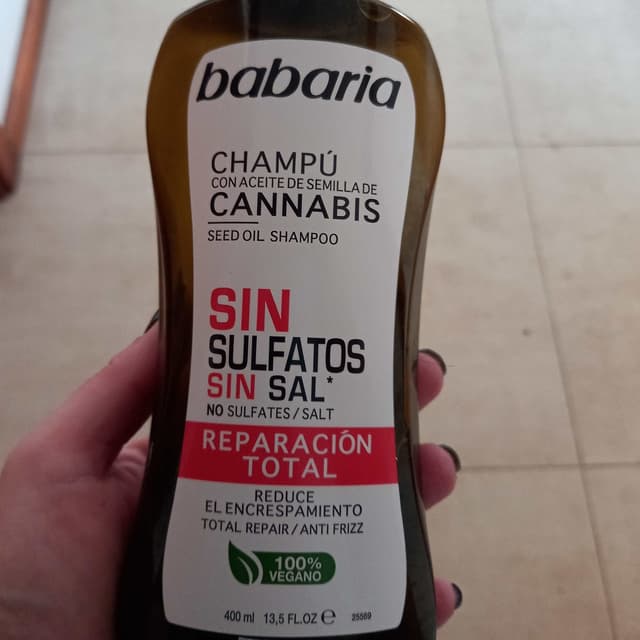 babaria
CHAMPÚ
CON ACEITE DE SEMILLA DE
CANNABIS
SEED OIL SHAMPOO
SIN
SULFATOS
SIN SAL*
NO SULFATES / SALT
REPARACIÓN
TOTAL
REDUCE
EL ENCRESPAMIENTO
TOTAL REPAIR / ANTI FRIZZ
100%
VEGANO
400 ml 13,5 FL.OZ ℮ 25569